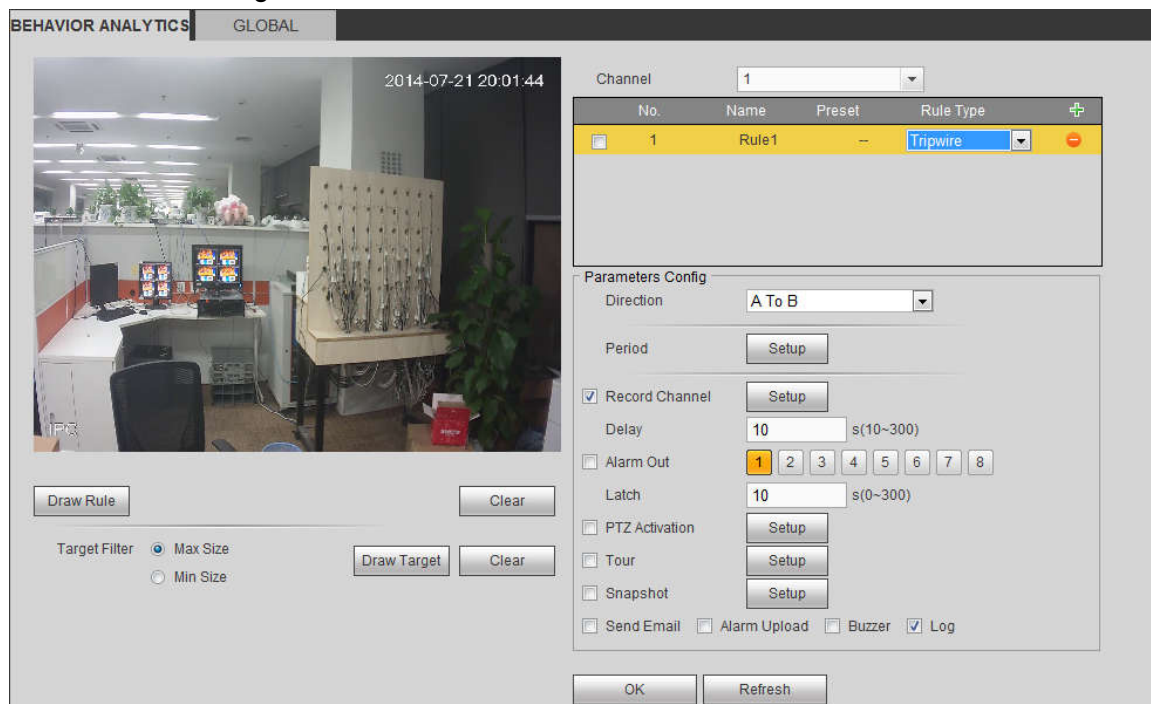 BEHAVIOR ANALYTICS GLOBAL
2014-07-21 20:01:44
IPC
Draw Rule Clear
Target Filter Max Size
Min Size
Draw Target Clear
Channel 1
No. Name Preset Rule Type
1 Rule1 -- Tripwire
Parameters Config
Direction A To B
Period Setup
Record Channel Setup
Delay 10 s(10~300)
Alarm Out 1 2 3 4 5 6 7 8
Latch 10 s(0~300)
PTZ Activation Setup
Tour Setup
Snapshot Setup
Send Email Alarm Upload Buzzer Log
OK Refresh